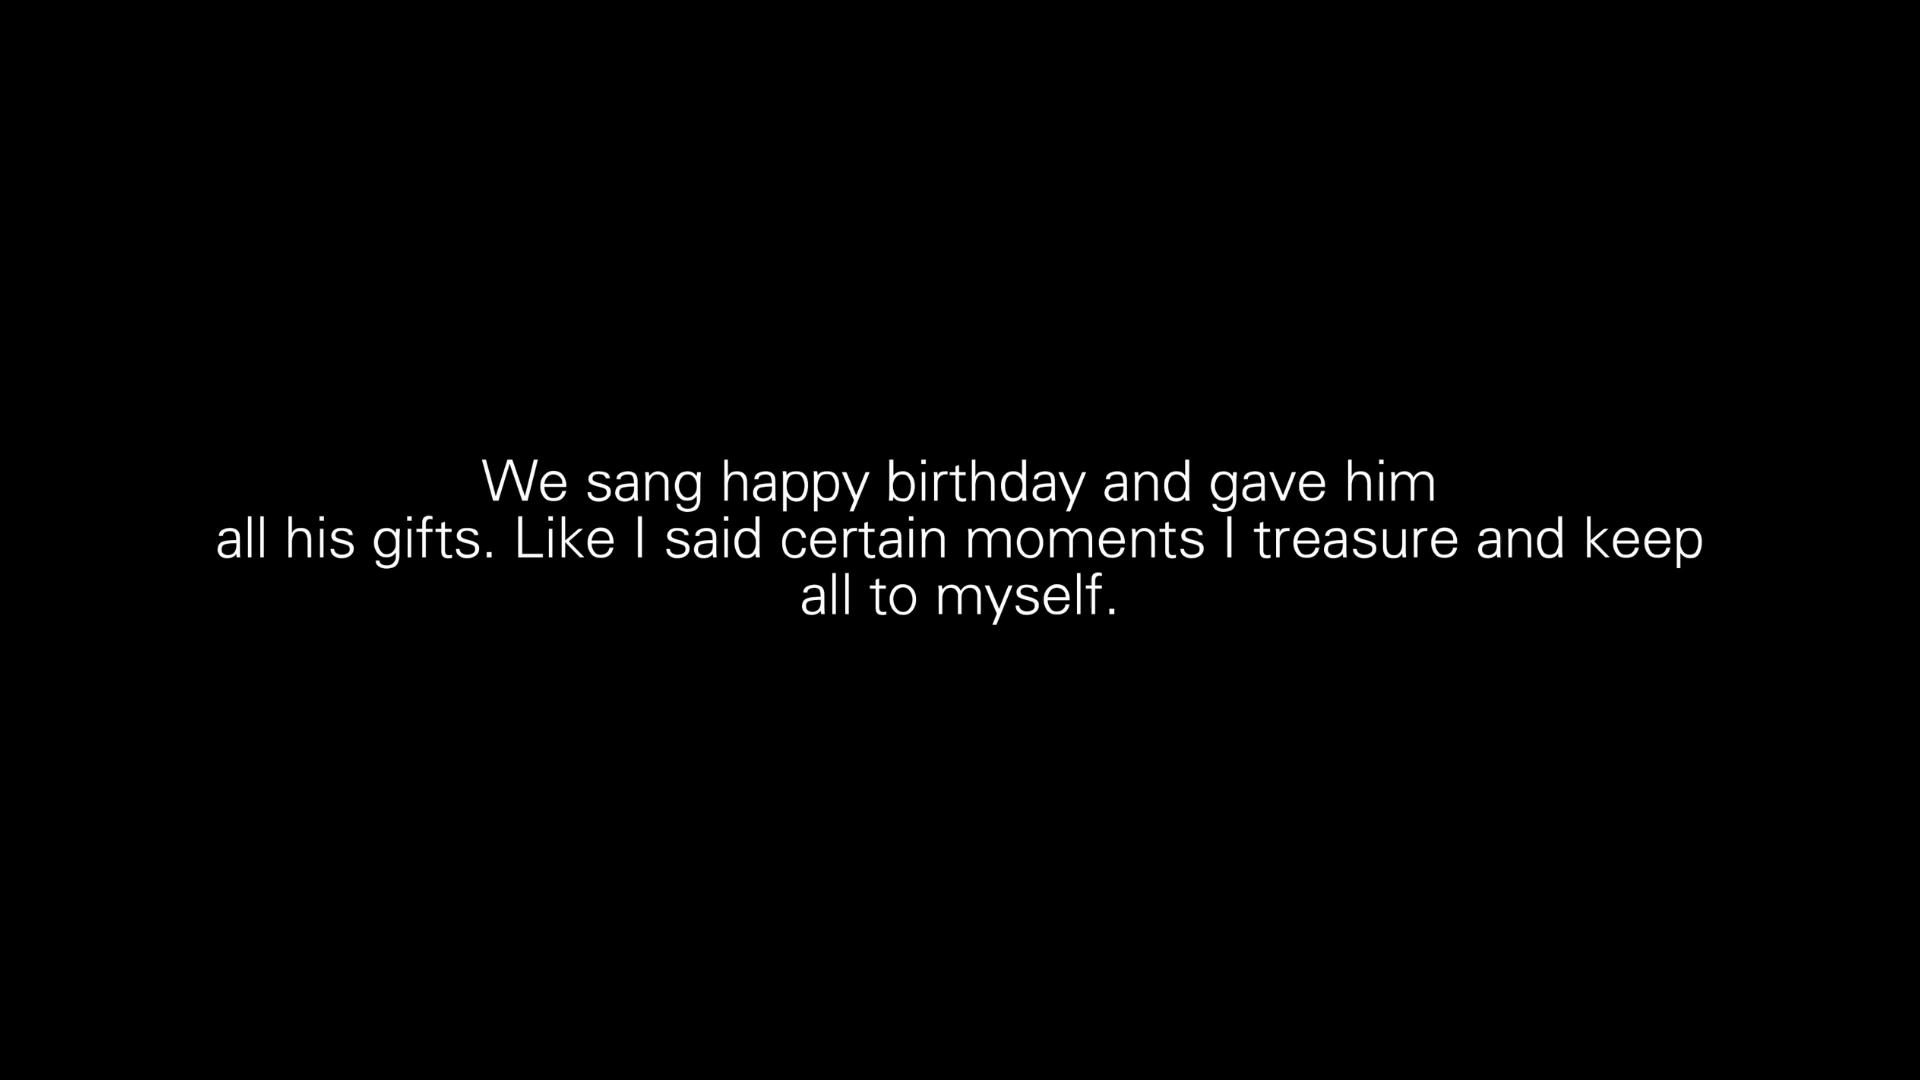 We sang happy birthday and gave him
all his gifts. Like I said certain moments I treasure and keep
all to myself.